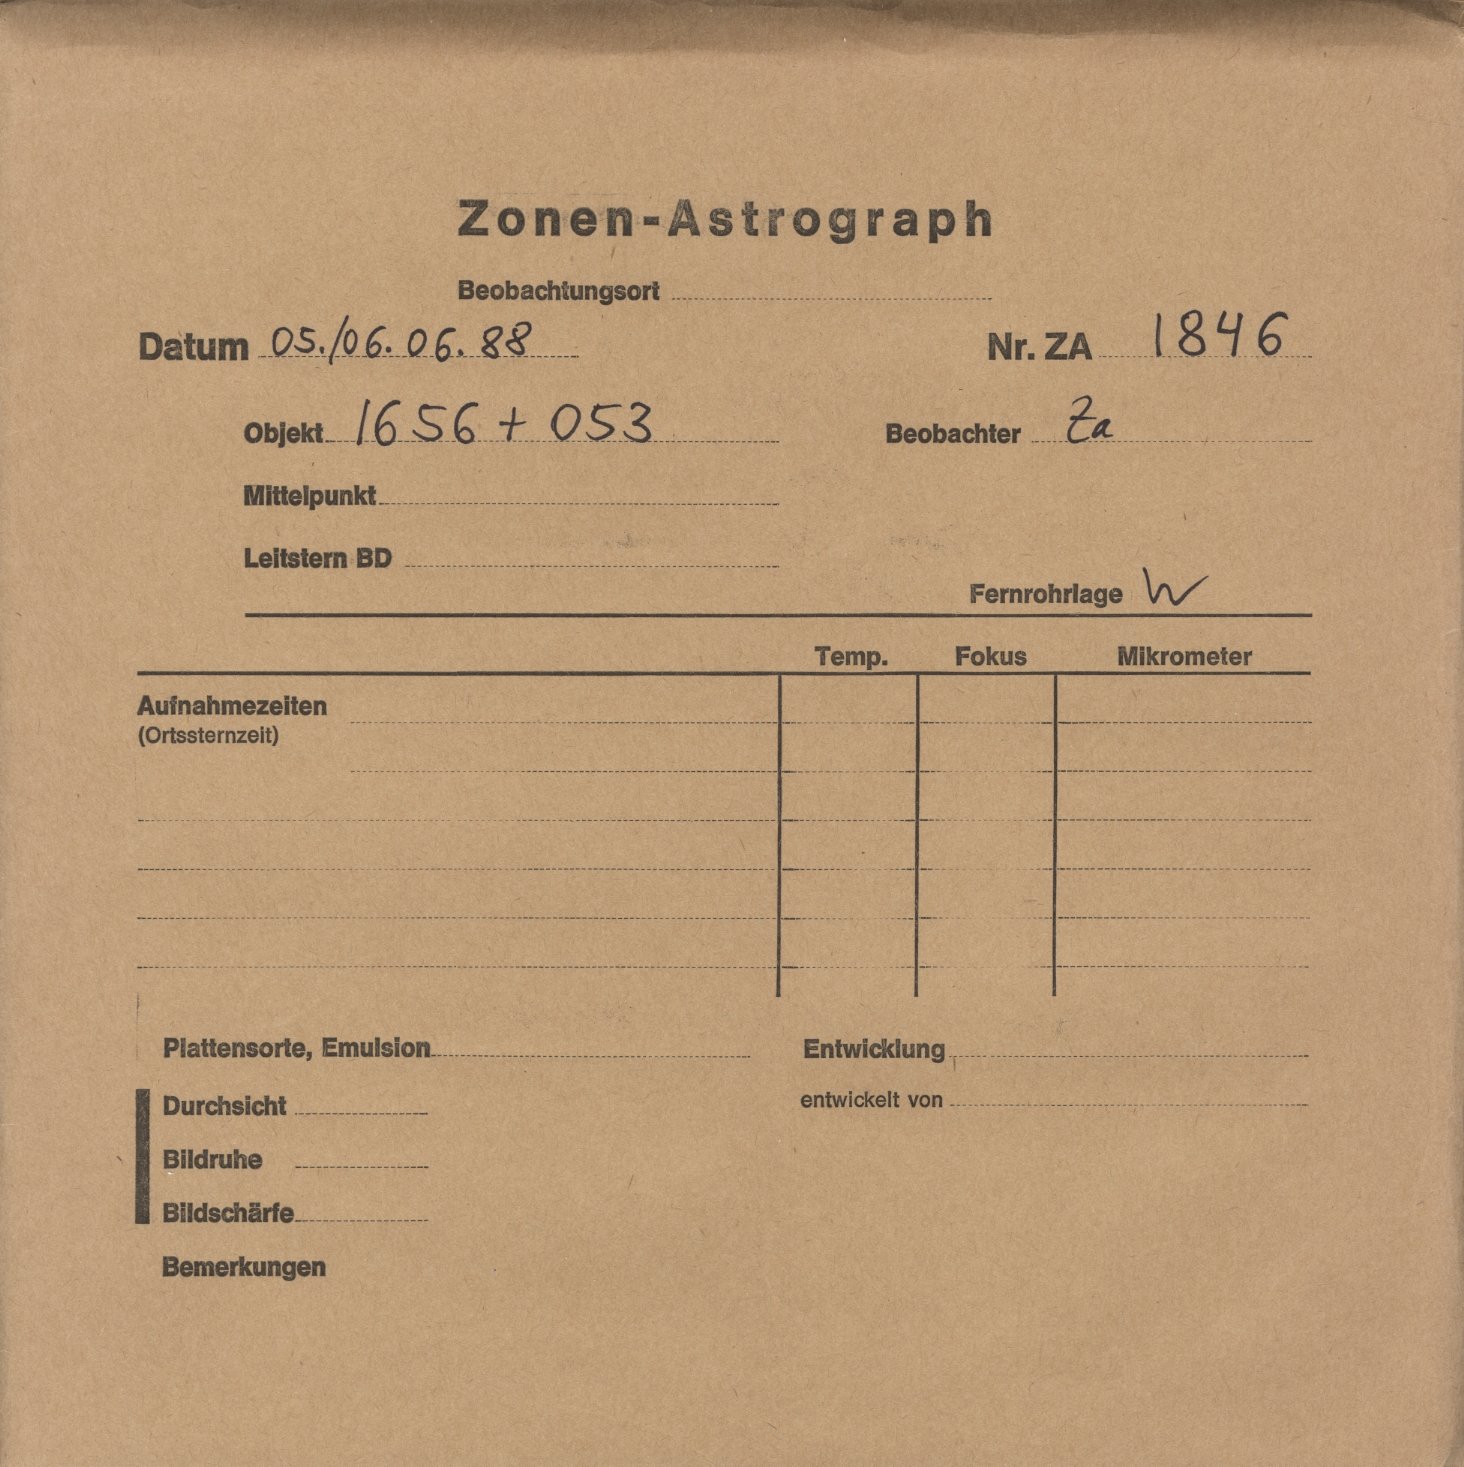 Zonen-Astrograph
Beobachtungsort
Datum 05./06.06.88 Nr. ZA 1846
Objekt 1656 + 053 Beobachter Za
Mittelpunkt
Leitstern BD
Fernrohrlage W
Temp. Fokus Mikrometer
Aufnahmezeiten
(Ortssternzeit)
Plattensorte, Emulsion Entwicklung
Durchsicht entwickelt von
Bildruhe
Bildschärfe
Bemerkungen